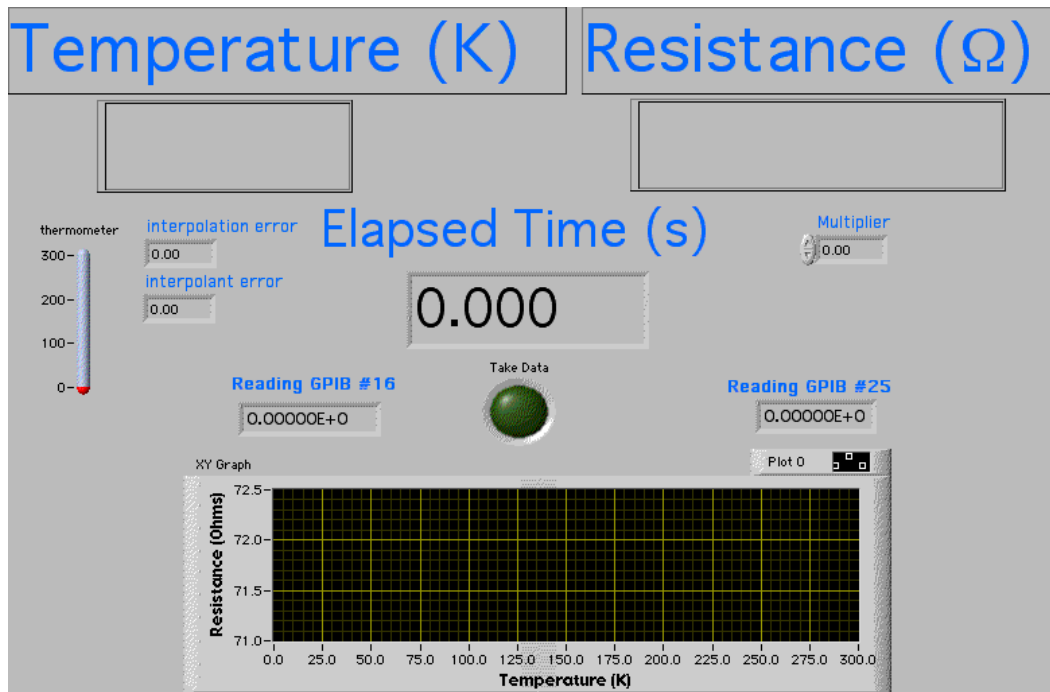 Temperature (K)
Resistance (Ω)
Elapsed Time (s)
thermometer
300
200
100
0
interpolation error
0.00
interpolant error
0.00
0.000
Multiplier
0.00
Take Data
Reading GPIB #16
0.00000E+0
Reading GPIB #25
0.00000E+0
XY Graph
Plot 0
Resistance (Ohms)
72.5
72.0
71.5
71.0
0.0 25.0 50.0 75.0 100.0 125.0 150.0 175.0 200.0 225.0 250.0 275.0 300.0
Temperature (K)